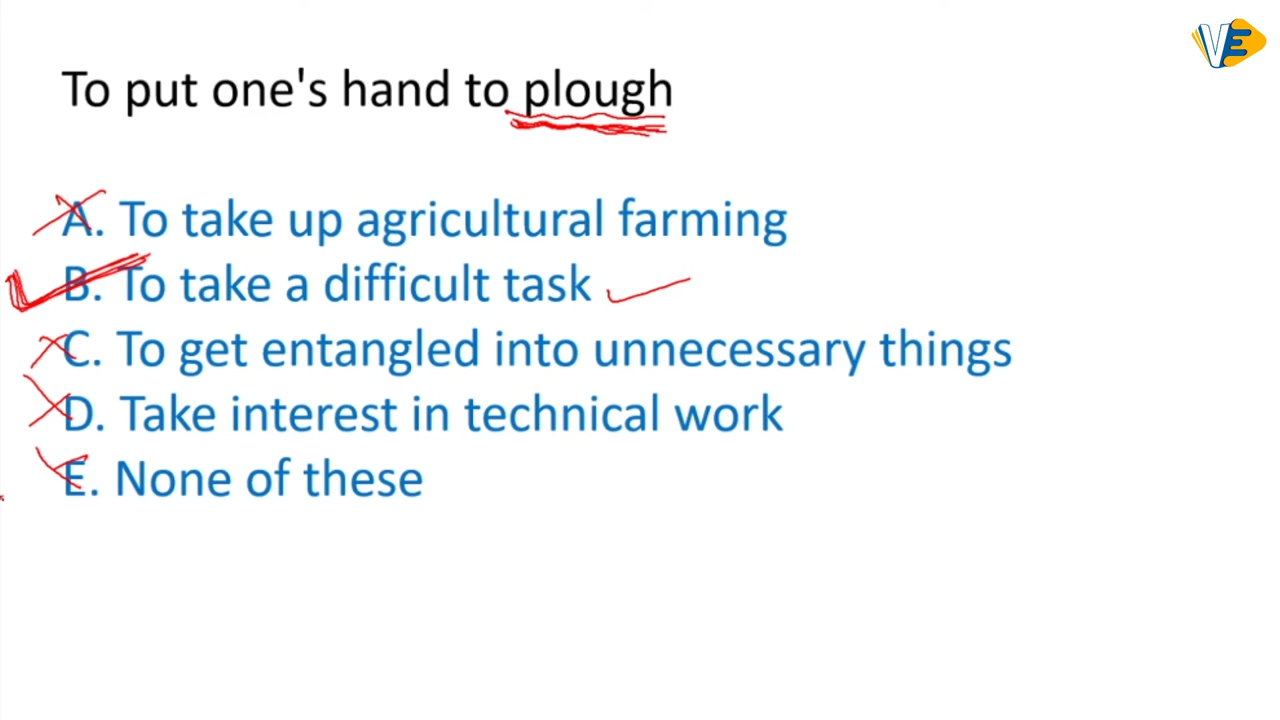 VE
To put one's hand to plough
A. To take up agricultural farming
B. To take a difficult task
C. To get entangled into unnecessary things
D. Take interest in technical work
E. None of these